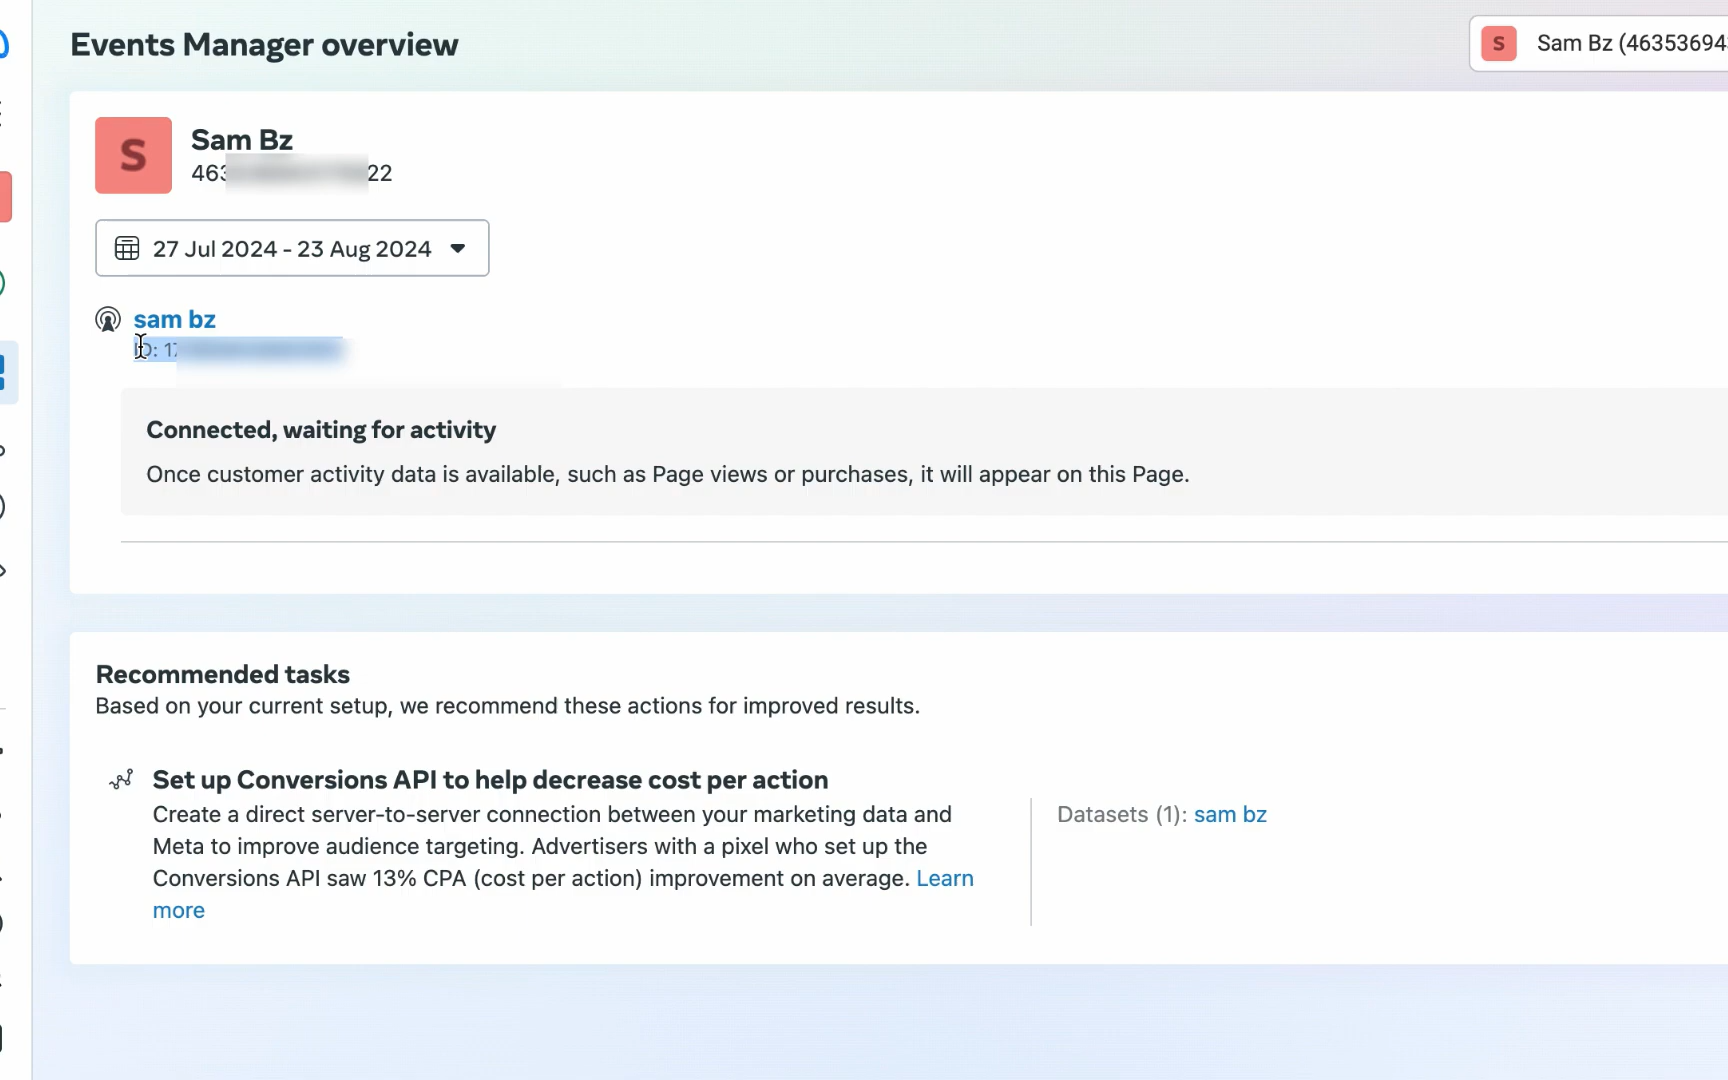 Events Manager overview
S
Sam Bz (46353694
S
Sam Bz
463
22
27 Jul 2024 - 23 Aug 2024
sam bz
ID: 17
Connected, waiting for activity
Once customer activity data is available, such as Page views or purchases, it will appear on this Page.
Recommended tasks
Based on your current setup, we recommend these actions for improved results.
Set up Conversions API to help decrease cost per action
Create a direct server-to-server connection between your marketing data and
Meta to improve audience targeting. Advertisers with a pixel who set up the
Conversions API saw 13% CPA (cost per action) improvement on average. Learn
more
Datasets (1): sam bz